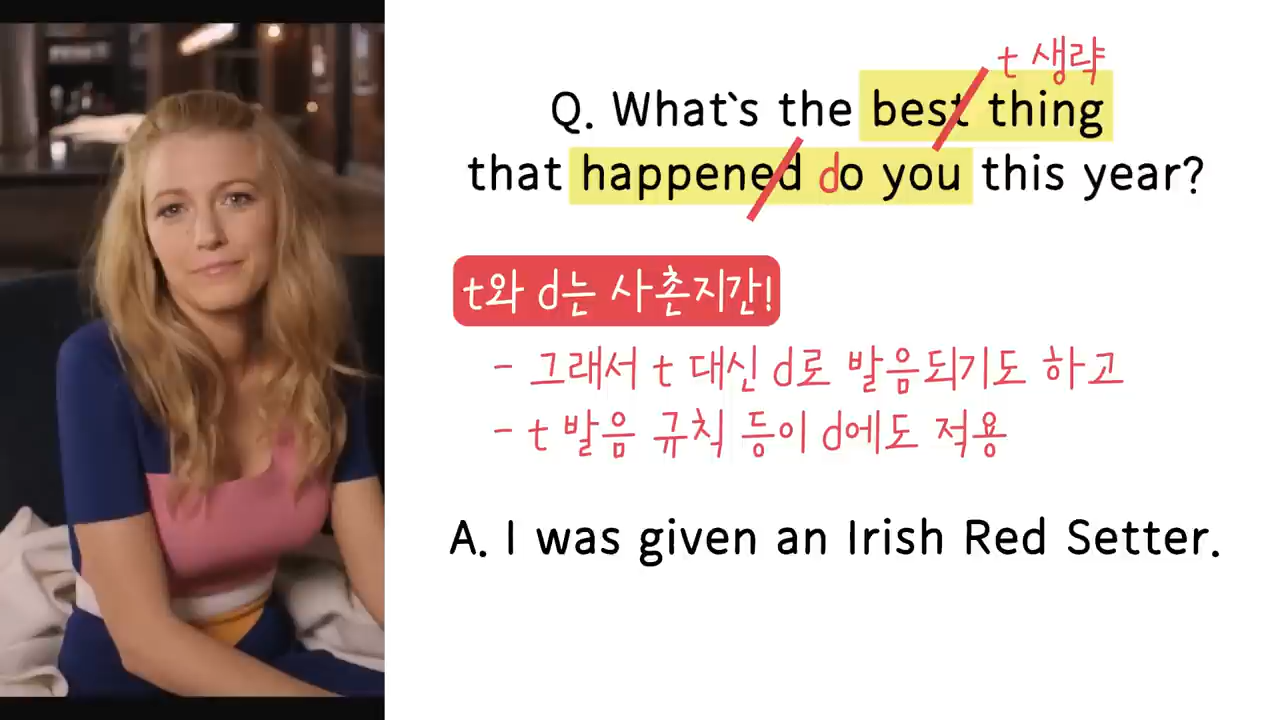 t 생략
Q. What`s the best thing
that happened do you this year?
t와 d는 사촌지간!
- 그래서 t 대신 d로 발음되기도 하고
- t 발음 규칙 등이 d에도 적용
A. I was given an Irish Red Setter.